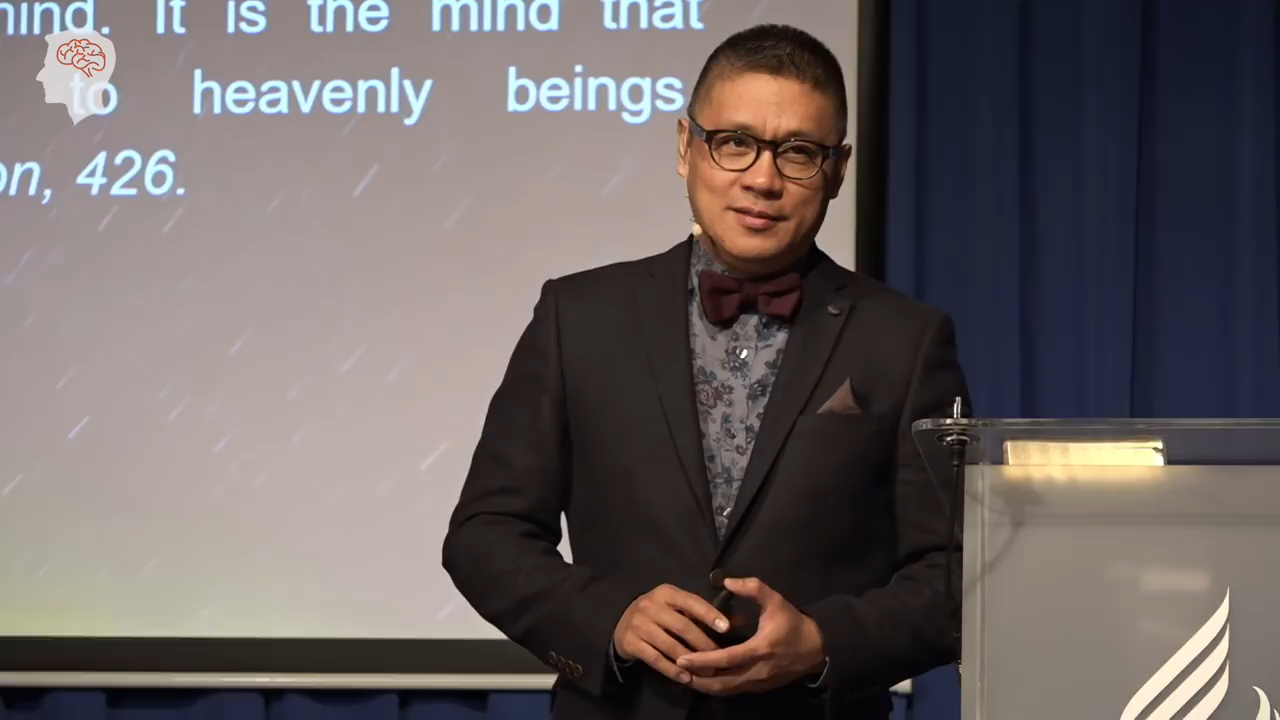 mind. It is the mind that
to heavenly beings
on, 426.